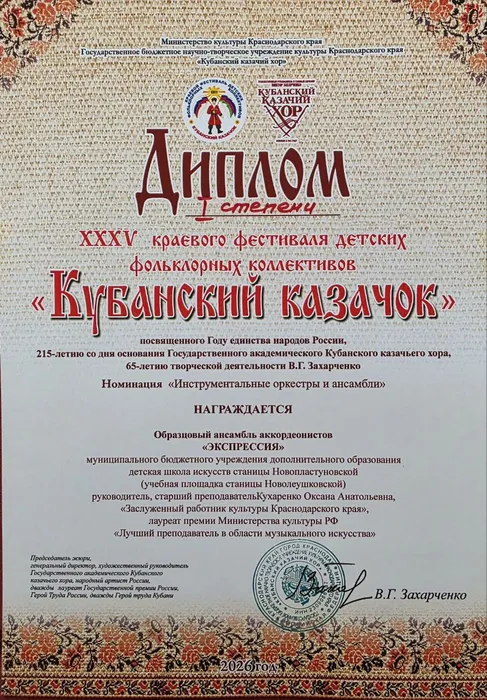 Министерство культуры Краснодарского края
Государственное бюджетное научно-творческое учреждение культуры Краснодарского края
«Кубанский казачий хор»
КУБАНСКИЙ КАЗАЧОК
КУБАНСКИЙ
КАЗАЧИЙ
ХОР
Диплом
I степени
XXXV краевого фестиваля детских
фольклорных коллективов
«Кубанский казачок»
посвященного Году единства народов России,
215-летию со дня основания Государственного академического Кубанского казачьего хора,
65-летию творческой деятельности В.Г. Захарченко
Номинация «Инструментальные оркестры и ансамбли»
НАГРАЖДАЕТСЯ
Образцовый ансамбль аккордеонистов
«ЭКСПРЕССИЯ»
муниципального бюджетного учреждения дополнительного образования
детская школа искусств станицы Новопластуновской
(учебная площадка станицы Новолеушковской)
руководитель, старший преподавательКухаренко Оксана Анатольевна,
«Заслуженный работник культуры Краснодарского края»,
лауреат премии Министерства культуры РФ
«Лучший преподаватель в области музыкального искусства»
Председатель жюри,
генеральный директор, художественный руководитель
Государственного академического Кубанского
казачьего хора, народный артист России,
дважды лауреат Государственной премии России,
Герой Труда России, дважды Герой труда Кубани
В.Г. Захарченко
2026 год